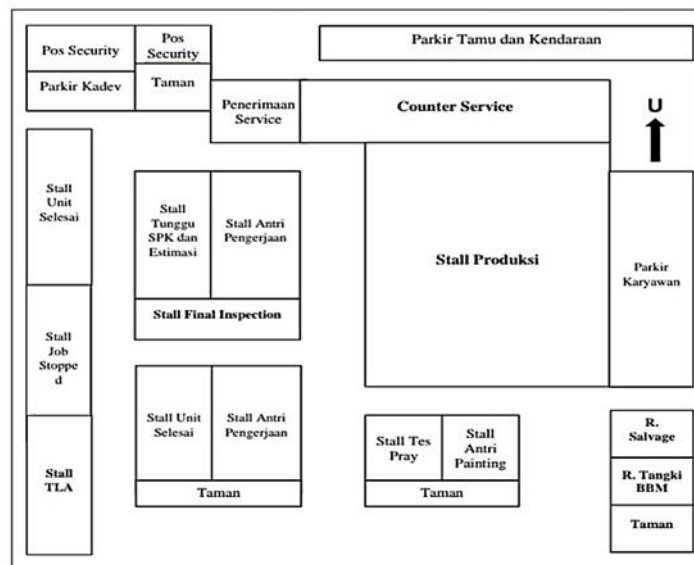 Pos Security
Pos
Security
Parkir Tamu dan Kendaraan
Parkir Kadev
Taman
Penerimaan
Service
Counter Service
U
Stall
Unit
Selesai
Stall
Tunggu
SPK dan
Estimasi
Stall Antri
Pengerjaan
Stall Produksi
Parkir
Karyawan
Stall Final Inspection
Stall
Job
Stoppe
d
Stall Unit
Selesai
Stall Antri
Pengerjaan
Stall Tes
Pray
Stall
Antri
Painting
R.
Salvage
Stall
TLA
R. Tangki
BBM
Taman
Taman
Taman